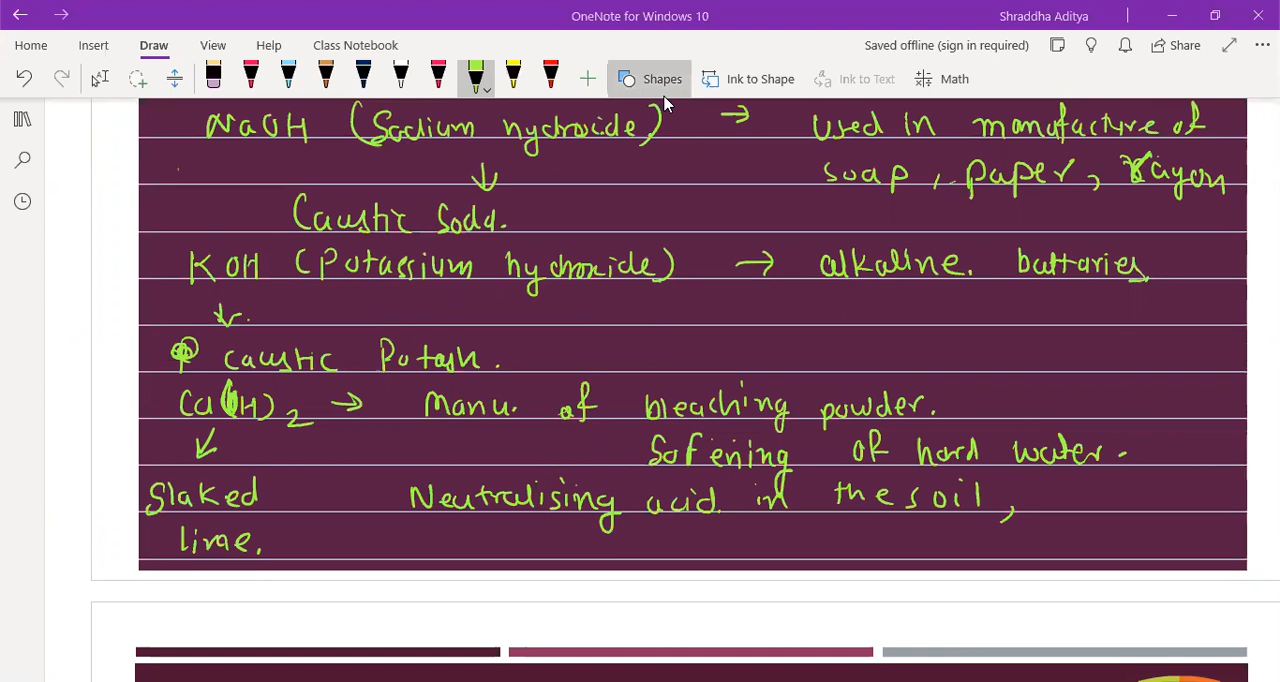 OneNote for Windows 10
Shraddha Aditya
Home Insert Draw View Help Class Notebook
Saved offline (sign in required) Share
Shapes Ink to Shape Ink to Text Math
NaOH (Sodium hydroxide) → used in manufacture of
soap, paper, rayon
↓
Caustic Soda.
KOH (Potassium hydroxide) → alkaline. battaries
↓
caustic Potash.
Ca(OH)2 → Manu. of bleaching powder.
Sofening of hard water.
Slaked Neutralising acid in the soil,
lime.